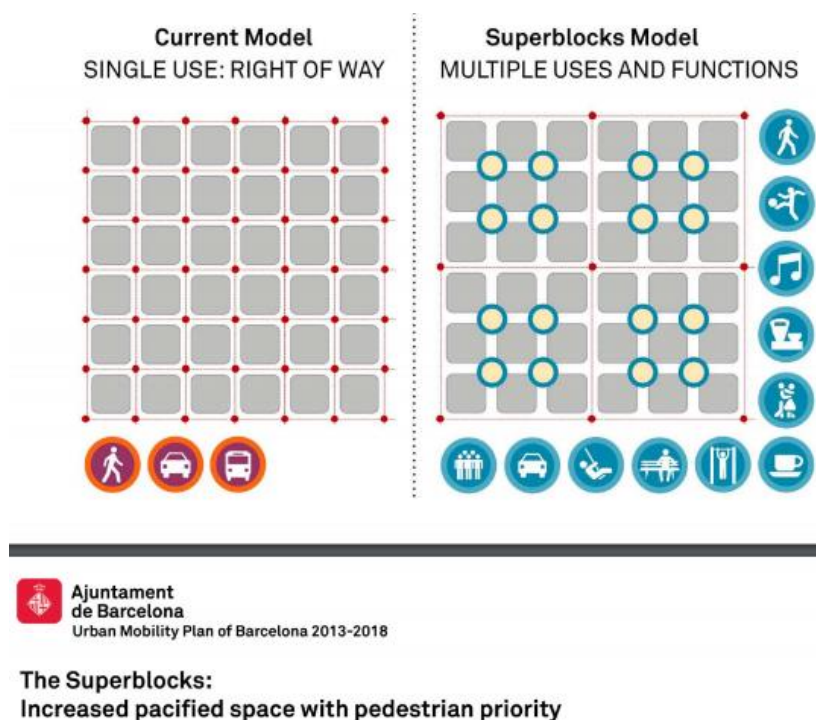 Current Model
SINGLE USE: RIGHT OF WAY
Superblocks Model
MULTIPLE USES AND FUNCTIONS
Ajuntament
de Barcelona
Urban Mobility Plan of Barcelona 2013-2018
The Superblocks:
Increased pacified space with pedestrian priority